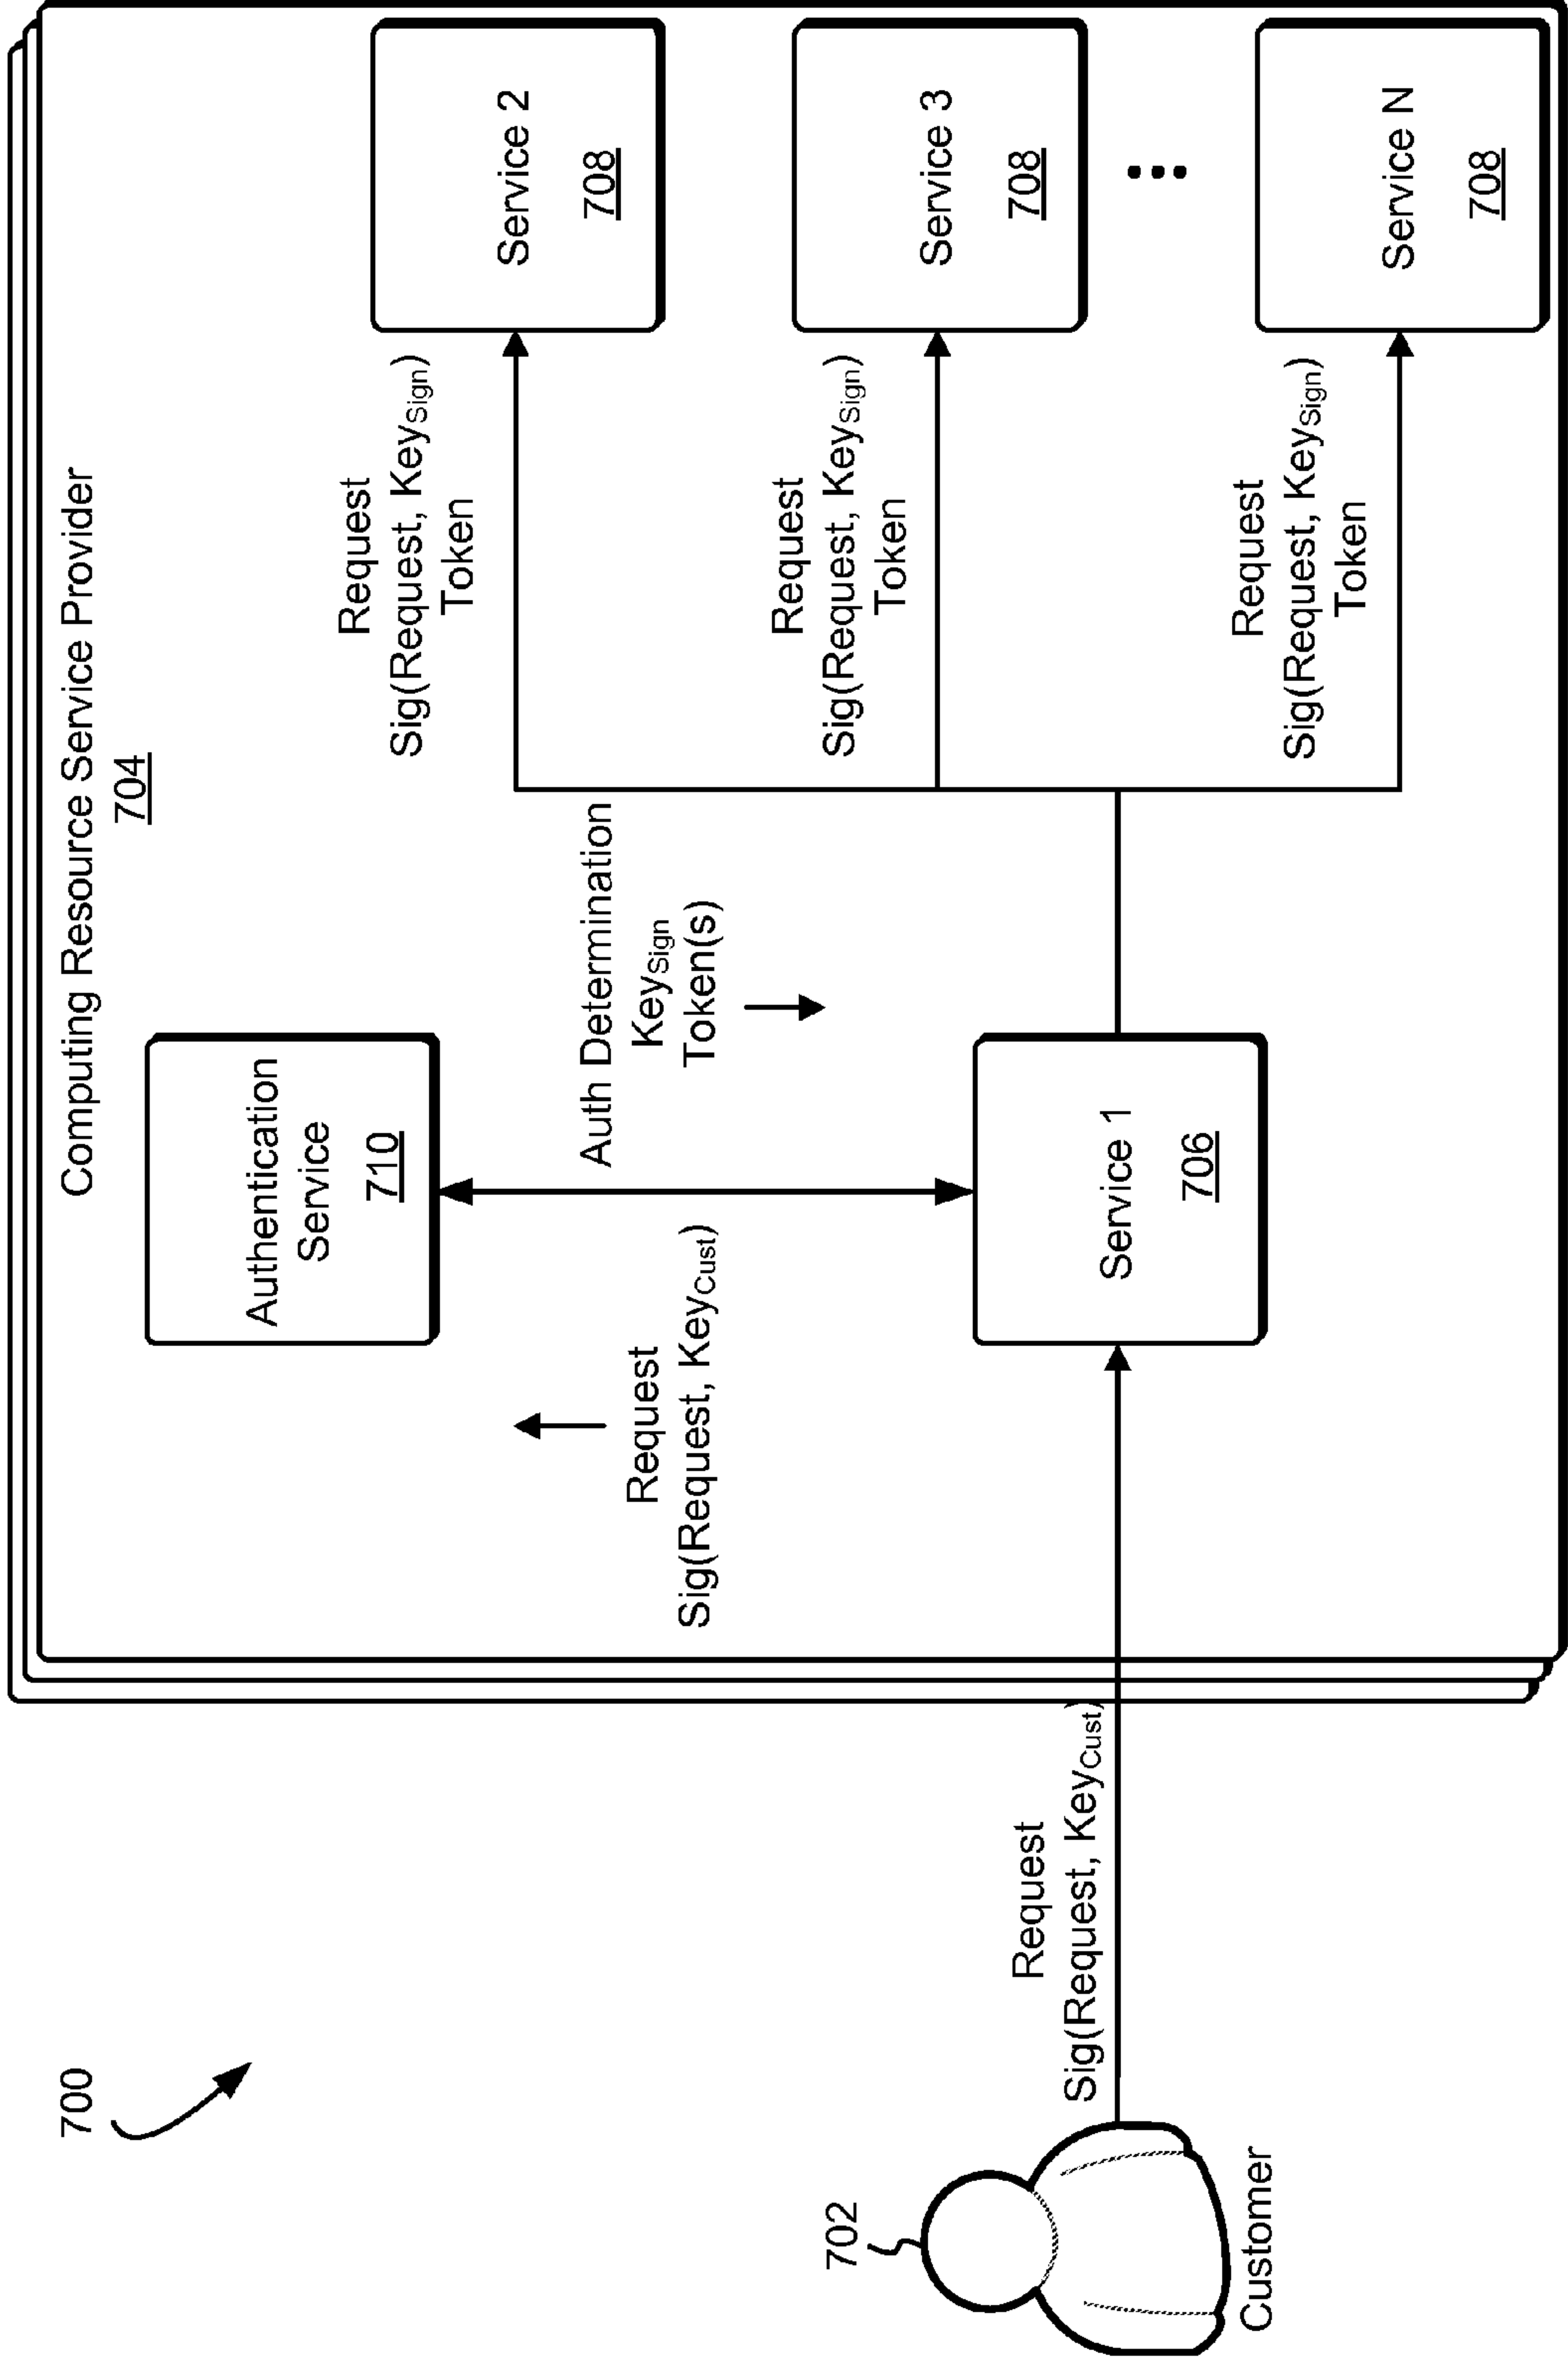 700
Computing Resource Service Provider
704
Authentication
Service
710
Request
Sig(Request, KeyCust)
Auth Determination
KeySign
Token(s)
Request
Sig(Request, KeySign)
Token
Service 2
708
Request
Sig(Request, KeySign)
Token
Service 3
708
702
Customer
Request
Sig(Request, KeyCust)
Service 1
706
Request
Sig(Request, KeySign)
Token
Service N
708